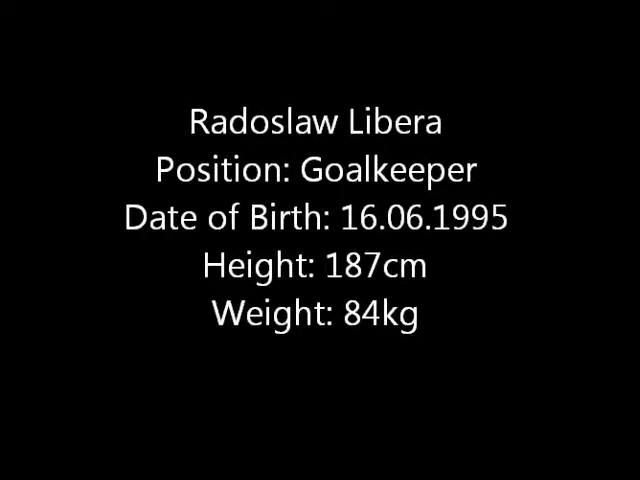 Radoslaw Libera
Position: Goalkeeper
Date of Birth: 16.06.1995
Height: 187cm
Weight: 84kg